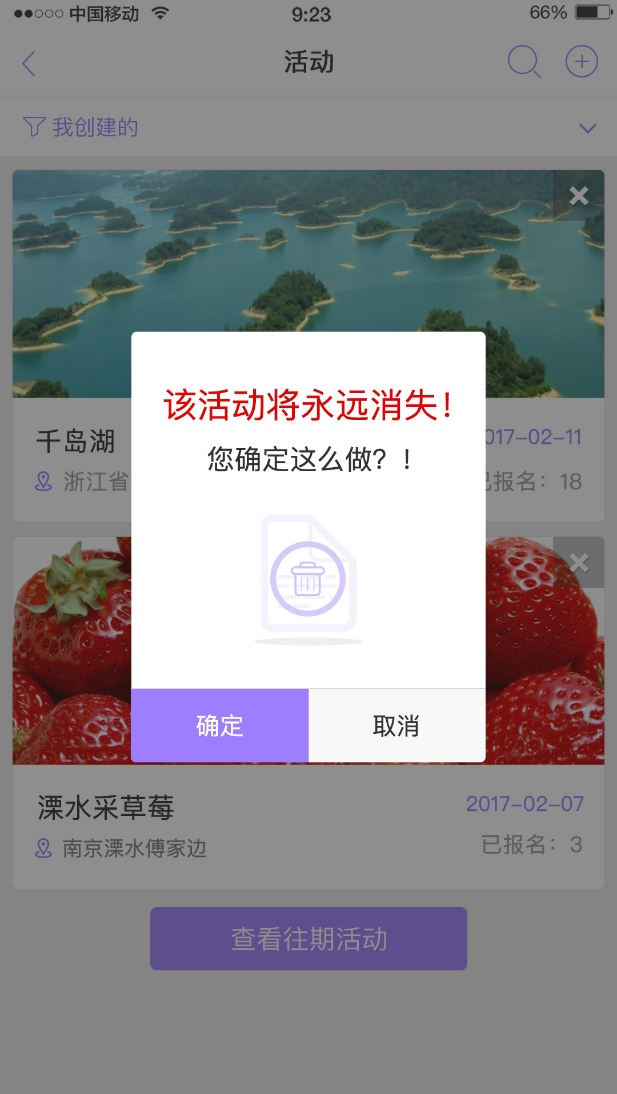 中国移动
9:23
66%
活动
我创建的
该活动将永远消失！
您确定这么做？！
千岛湖
017-02-11
浙江省
报名：18
确定
取消
溧水采草莓
2017-02-07
南京溧水傅家边
已报名：3
查看往期活动